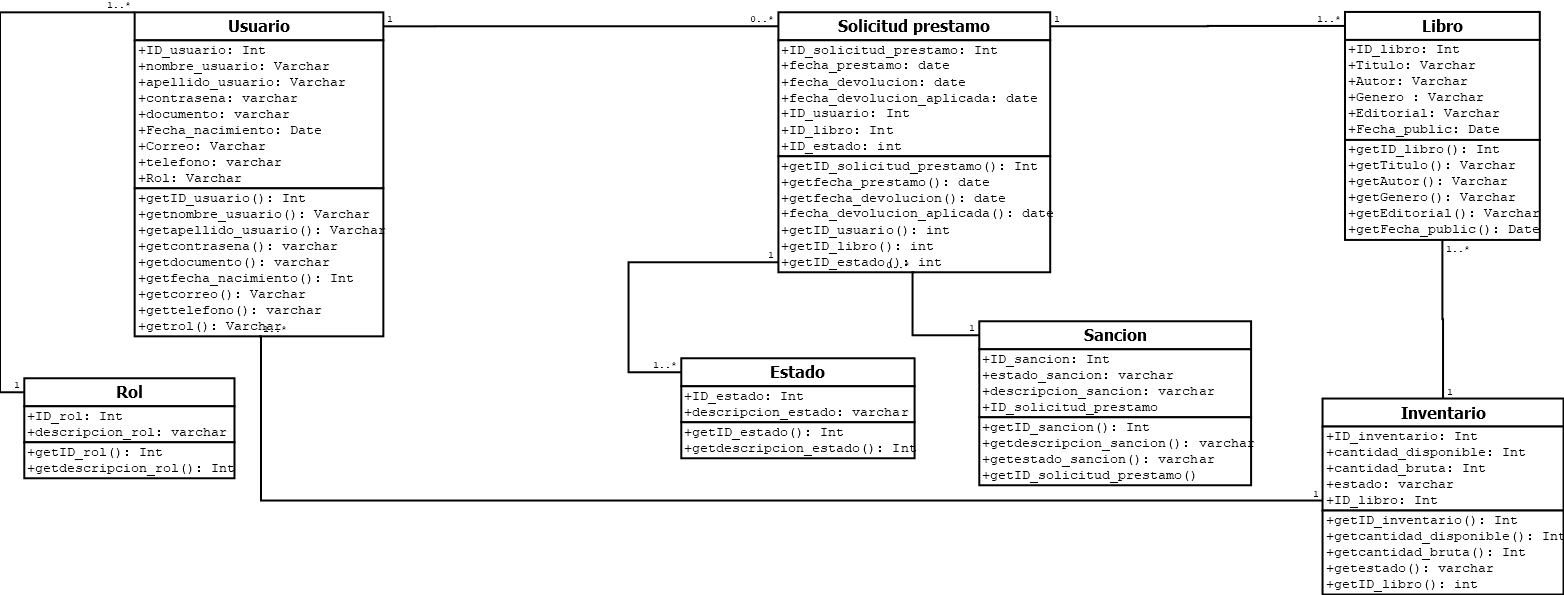 1..*
Usuario
+ID_usuario: Int
+nombre_usuario: Varchar
+apellido_usuario: Varchar
+contrasena: varchar
+documento: varchar
+Fecha_nacimiento: Date
+Correo: Varchar
+telefono: varchar
+Rol: Varchar
+getID_usuario(): Int
+getnombre_usuario(): Varchar
+getapellido_usuario(): Varchar
+getcontrasena(): varchar
+getdocumento(): varchar
+getfecha_nacimiento(): Int
+getcorreo(): Varchar
+gettelefono(): varchar
+getrol(): Varchar
1
0..*
Solicitud prestamo
+ID_solicitud_prestamo: Int
+fecha_prestamo: date
+fecha_devolucion: date
+fecha_devolucion_aplicada: date
+ID_usuario: Int
+ID_libro: Int
+ID_estado: int
+getID_solicitud_prestamo(): Int
+getfecha_prestamo(): date
+getfecha_devolucion(): date
+fecha_devolucion_aplicada(): date
+getID_usuario(): int
+getID_libro(): int
+getID_estado(): int
1
1..*
Libro
+ID_libro: Int
+Titulo: Varchar
+Autor: Varchar
+Genero : Varchar
+Editorial: Varchar
+Fecha_public: Date
+getID_libro(): Int
+getTitulo(): Varchar
+getAutor(): Varchar
+getGenero(): Varchar
+getEditorial(): Varchar
+getFecha_public(): Date
1..*
1
1
Rol
+ID_rol: Int
+descripcion_rol: varchar
+getID_rol(): Int
+getdescripcion_rol(): Int
1..*
Estado
+ID_estado: Int
+descripcion_estado: varchar
+getID_estado(): Int
+getdescripcion_estado(): Int
1
Sancion
+ID_sancion: Int
+estado_sancion: varchar
+descripcion_sancion: varchar
+ID_solicitud_prestamo
+getID_sancion(): Int
+getdescripcion_sancion(): varchar
+getestado_sancion(): varchar
+getID_solicitud_prestamo()
1
1
Inventario
+ID_inventario: Int
+cantidad_disponible: Int
+cantidad_bruta: Int
+estado: varchar
+ID_libro: Int
+getID_inventario(): Int
+getcantidad_disponible(): Int
+getcantidad_bruta(): Int
+getestado(): varchar
+getID_libro(): int